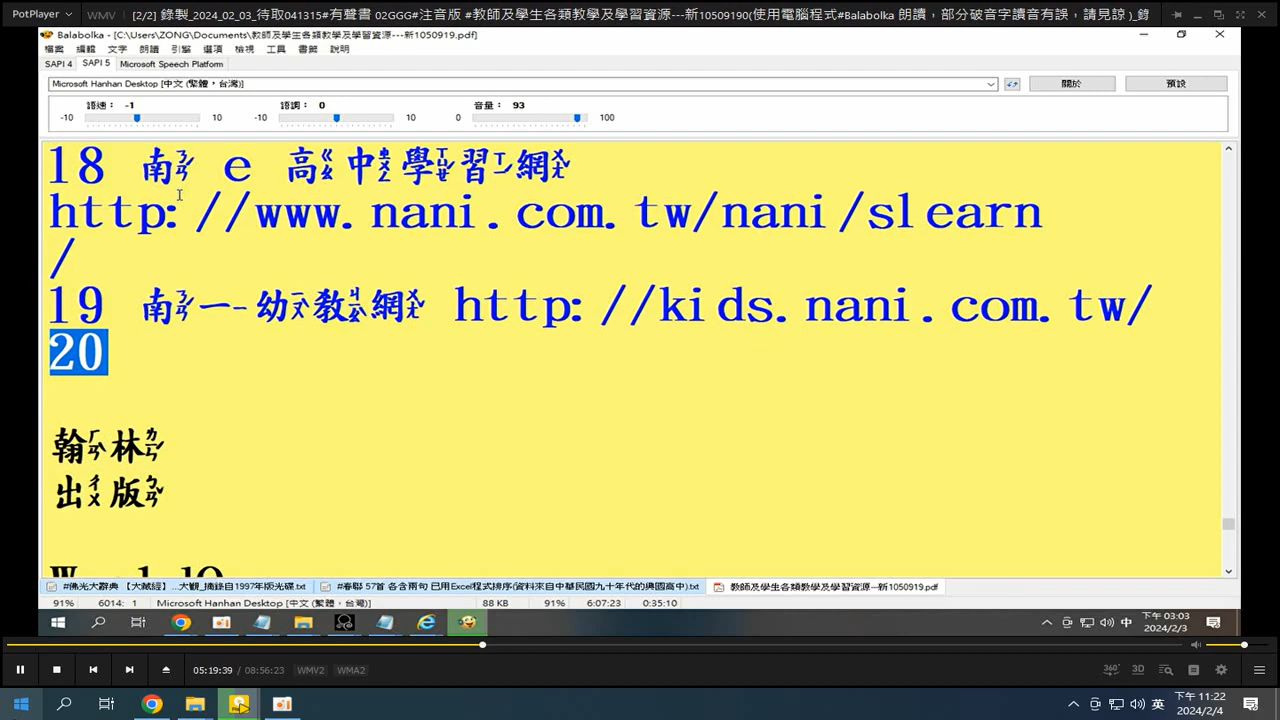 PotPlayer WMV [2/2] 錄製_2024_02_03_待取041315#有聲書 02GGG#注音版 #教師及學生各類教學及學習資源---新10509190(使用電腦程式#Balabolka 朗讀，部分破音字讀音有誤，請見諒 )_錄
Balabolka - [C:\Users\ZONG\Documents\教師及學生各類教學及學習資源---新1050919.pdf]
檔案 編輯 文字 朗讀 引擎 選項 檢視 工具 書籤 說明
SAPI 4 SAPI 5 Microsoft Speech Platform
Microsoft Hanhan Desktop [中文 (繁體，台灣)] 關於 預設
語速： -1 語調： 0 音量： 93
-10 10 -10 10 0 100
18 南 e 高中學習網
http://www.nani.com.tw/nani/slearn
/
19 南一幼教網 http://kids.nani.com.tw/
20
翰林
出版
#佛光大辭典 【大藏經】...大觀_摘錄自1997年版光碟.txt #春聯 57首 各含兩句 已用Excel程式排序(資料來自中華民國九十年代的興國高中).txt 教師及學生各類教學及學習資源---新1050919.pdf
91% 6014: 1 Microsoft Hanhan Desktop [中文 (繁體，台灣)] 88 KB 91% 6:07:23 0:35:10
中 下午 03:03
2024/2/3
05:19:39 / 08:56:23 WMV2 WMA2 360° 3D
英 下午 11:22
2024/2/4